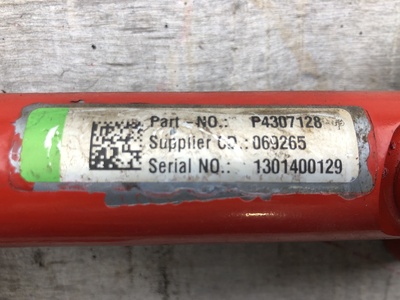 Part -NO.: P4307128
Supplier CD.: 069265
Serial NO.: 1301400129